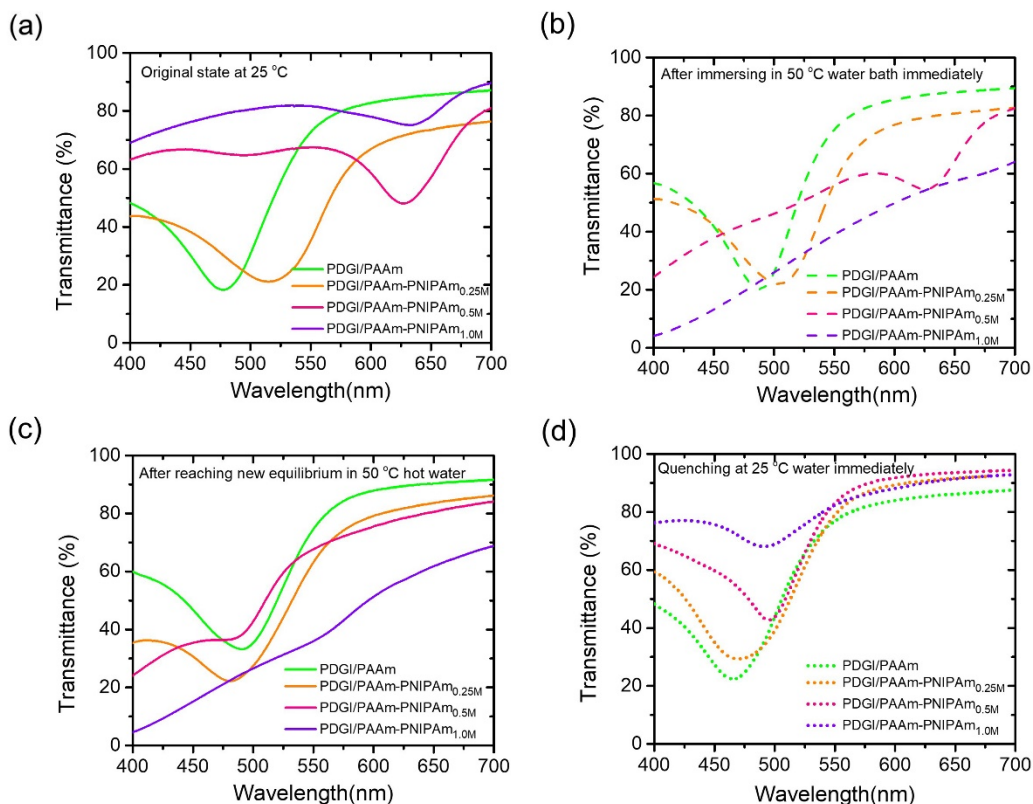 (a)
Original state at 25 °C
100
80
60
40
20
0
Transmittance (%)
PDGI/PAAm
PDGI/PAAm-PNIPAm0.25M
PDGI/PAAm-PNIPAm0.5M
PDGI/PAAm-PNIPAm1.0M
400 450 500 550 600 650 700
Wavelength(nm)
(b)
After immersing in 50 °C water bath immediately
100
80
60
40
20
0
Transmittance (%)
PDGI/PAAm
PDGI/PAAm-PNIPAm0.25M
PDGI/PAAm-PNIPAm0.5M
PDGI/PAAm-PNIPAm1.0M
400 450 500 550 600 650 700
Wavelength(nm)
(c)
After reaching new equilibrium in 50 °C hot water
100
80
60
40
20
0
Transmittance (%)
PDGI/PAAm
PDGI/PAAm-PNIPAm0.25M
PDGI/PAAm-PNIPAm0.5M
PDGI/PAAm-PNIPAm1.0M
400 450 500 550 600 650 700
Wavelength(nm)
(d)
Quenching at 25 °C water immediately
100
80
60
40
20
0
Transmittance (%)
PDGI/PAAm
PDGI/PAAm-PNIPAm0.25M
PDGI/PAAm-PNIPAm0.5M
PDGI/PAAm-PNIPAm1.0M
400 450 500 550 600 650 700
Wavelength(nm)